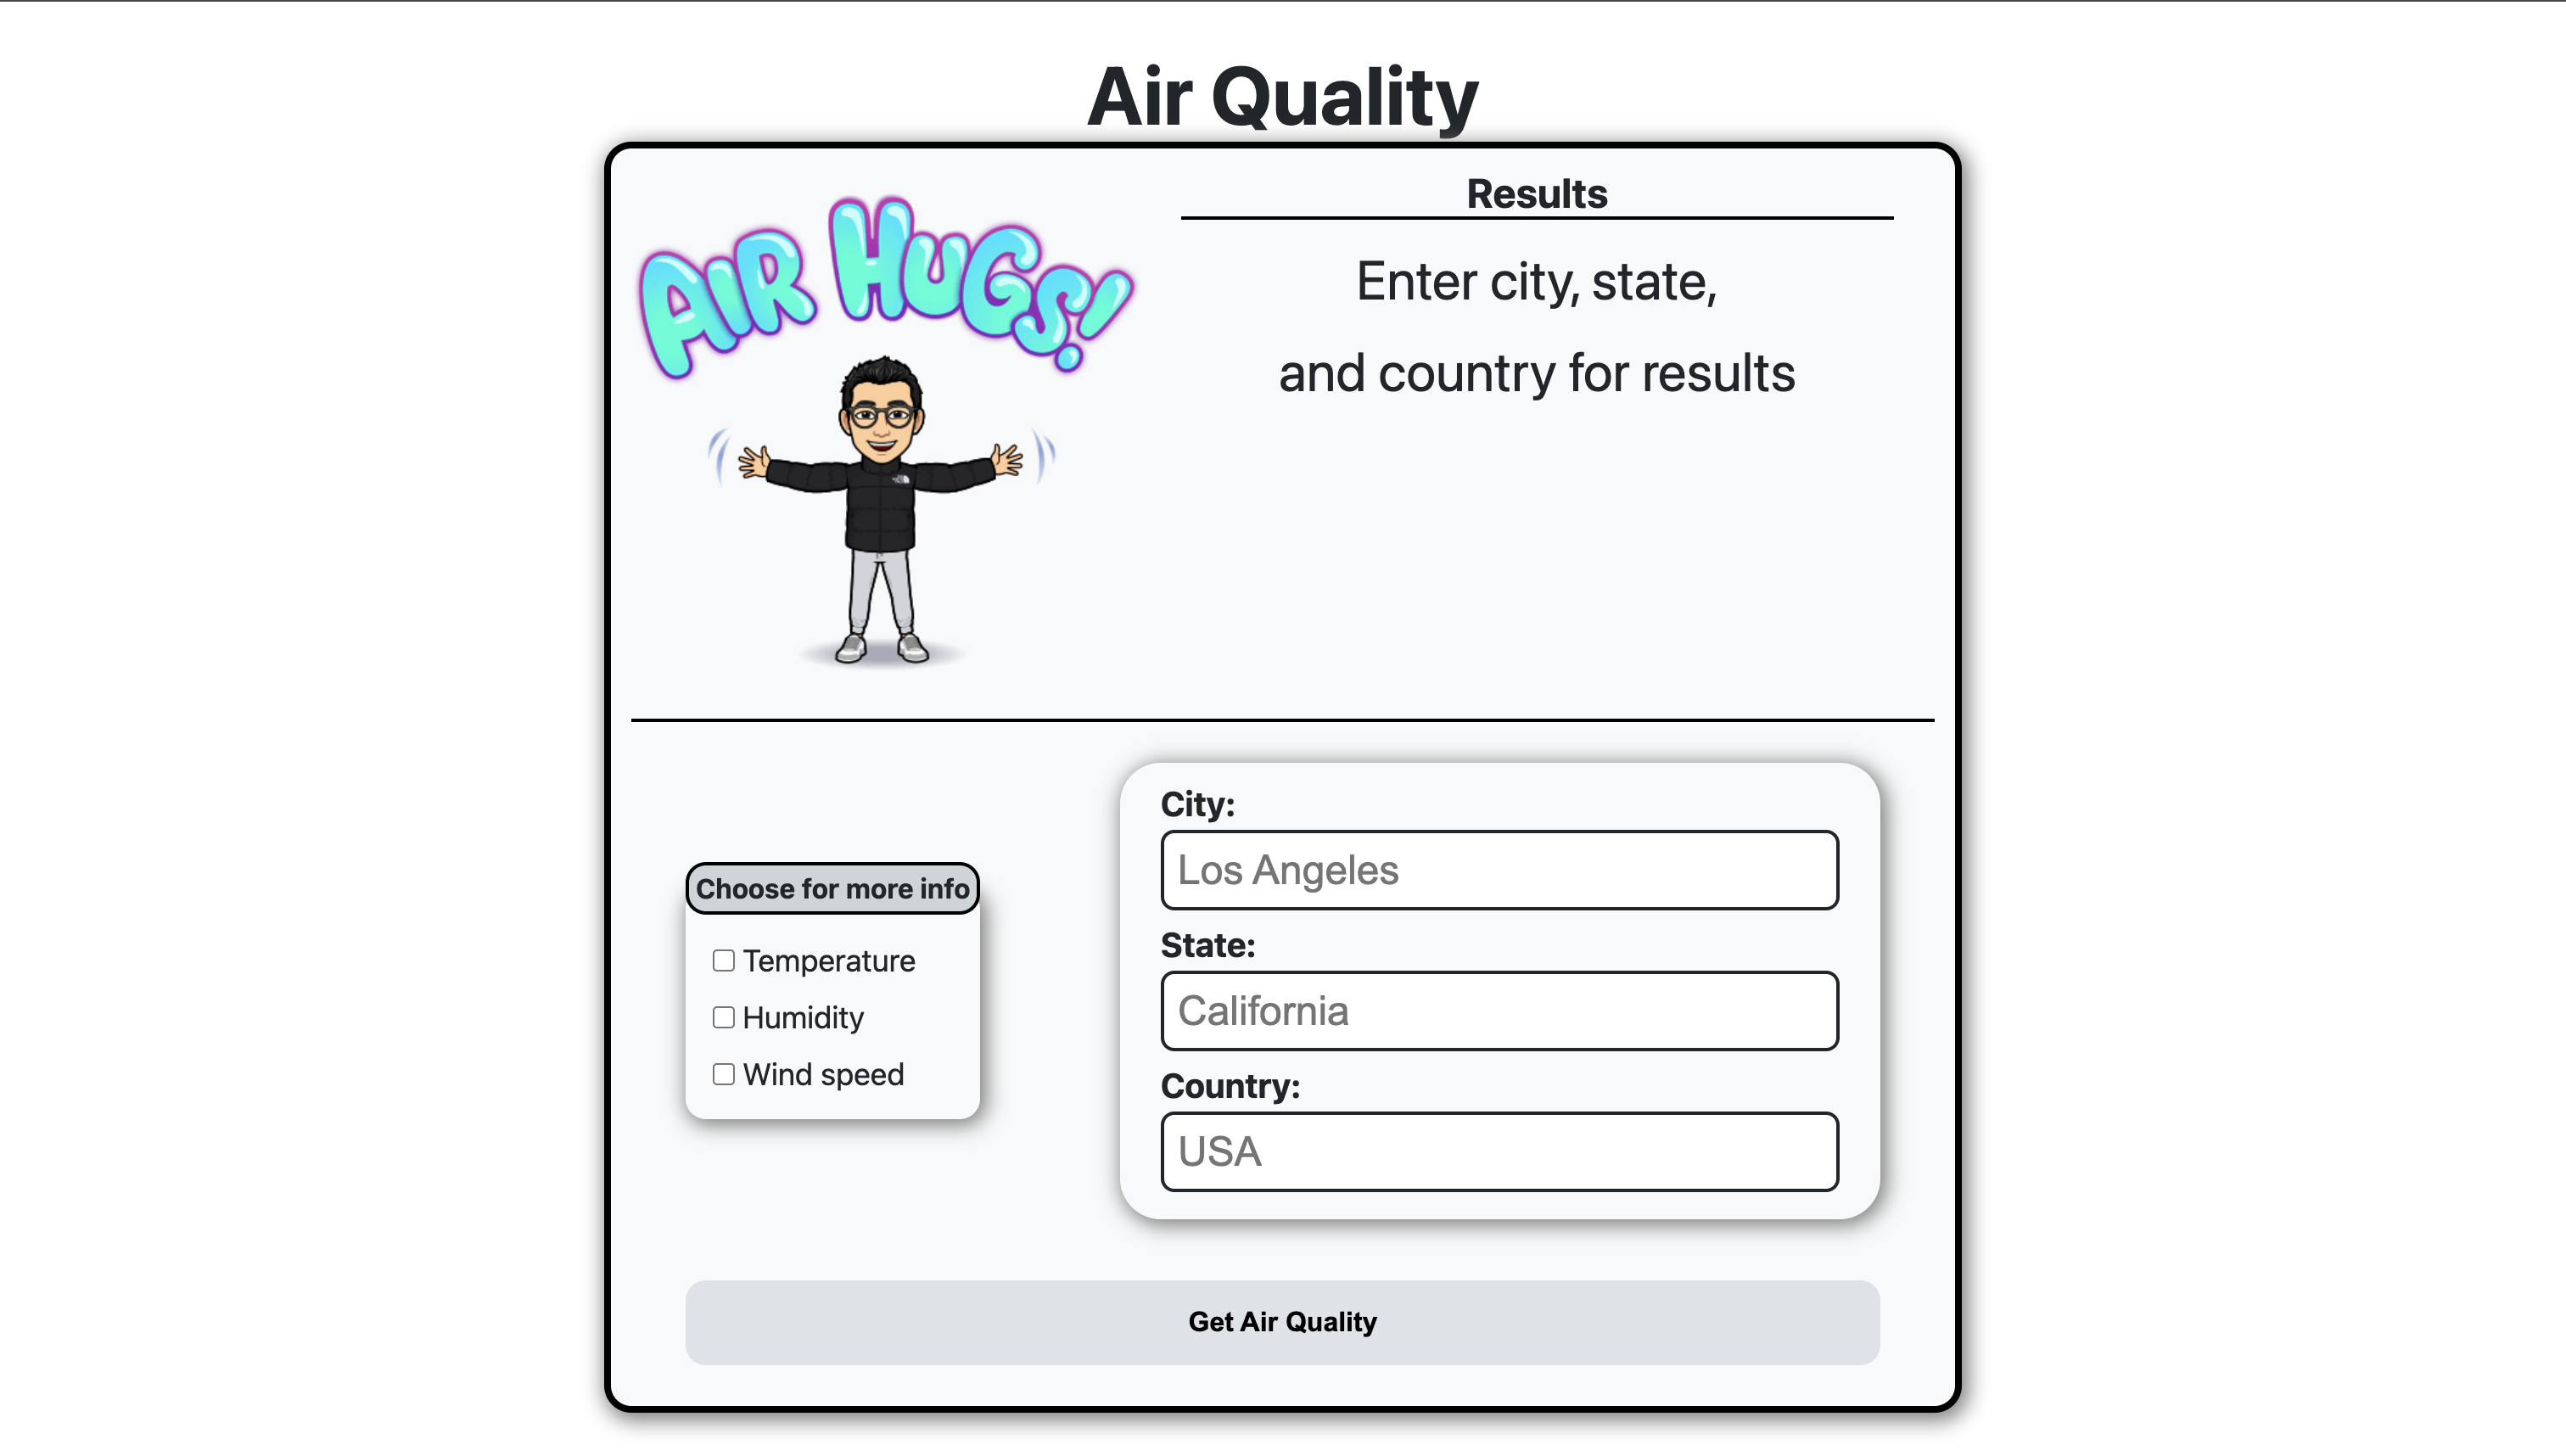 Air Quality
AIR HUGS!
Results
Enter city, state,
and country for results
Choose for more info
Temperature
Humidity
Wind speed
City:
Los Angeles
State:
California
Country:
USA
Get Air Quality